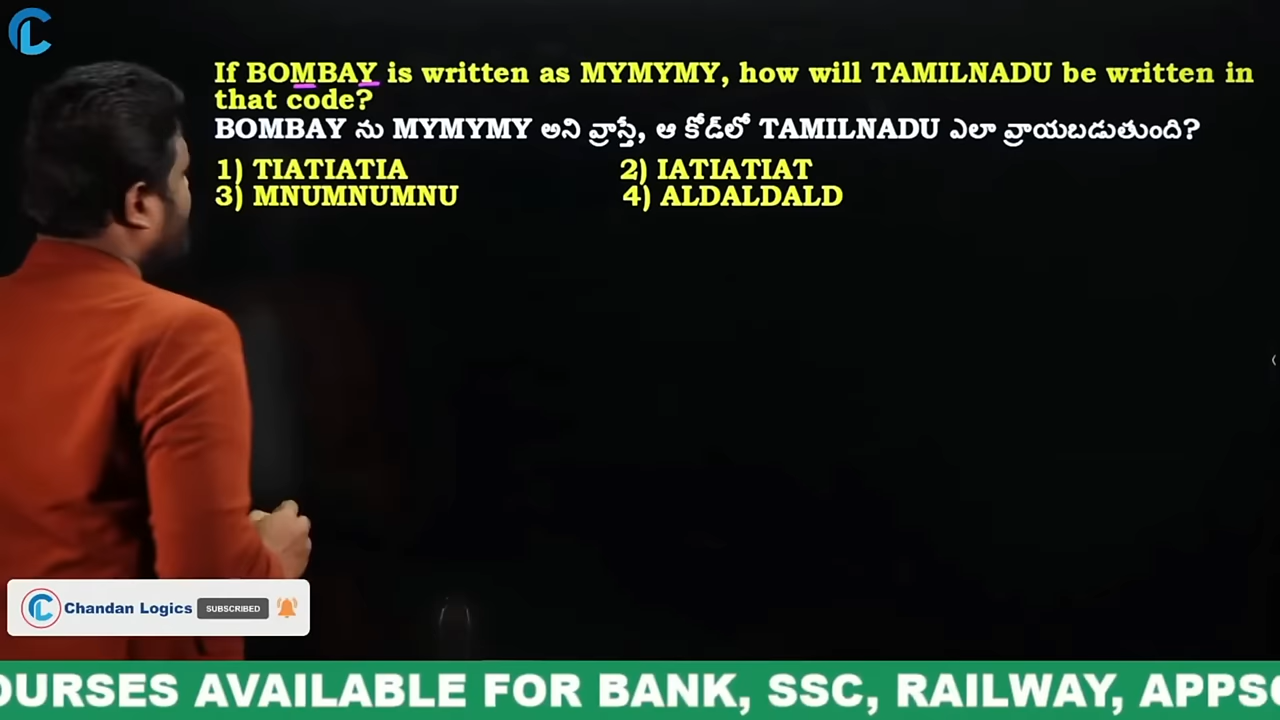 If BOMBAY is written as MYMYMY, how will TAMILNADU be written in
that code?
BOMBAY ను MYMYMY అని వ్రాస్తే, ఆ కోడ్‌లో TAMILNADU ఎలా వ్రాయబడుతుంది?
1) TIATIATIA 2) IATIATIAT
3) MNUMNUMNU 4) ALDALDALD
Chandan Logics SUBSCRIBED
OURSES AVAILABLE FOR BANK, SSC, RAILWAY, APPSC